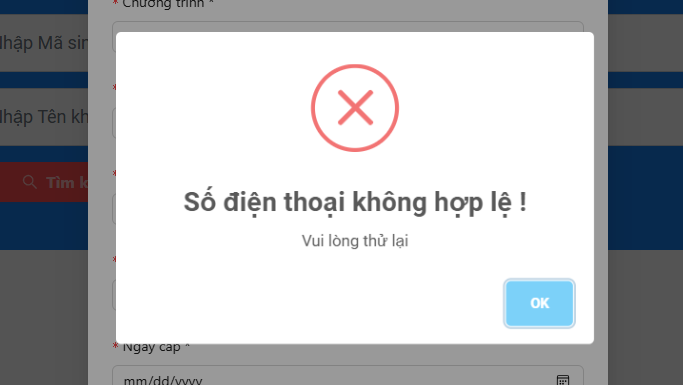 * Chương trình *
Nhập Mã sin
*
Nhập Tên kh
Tìm k
*
Số điện thoại không hợp lệ !
Vui lòng thử lại
*
OK
* Ngày cấp *
mm/dd/yyyy